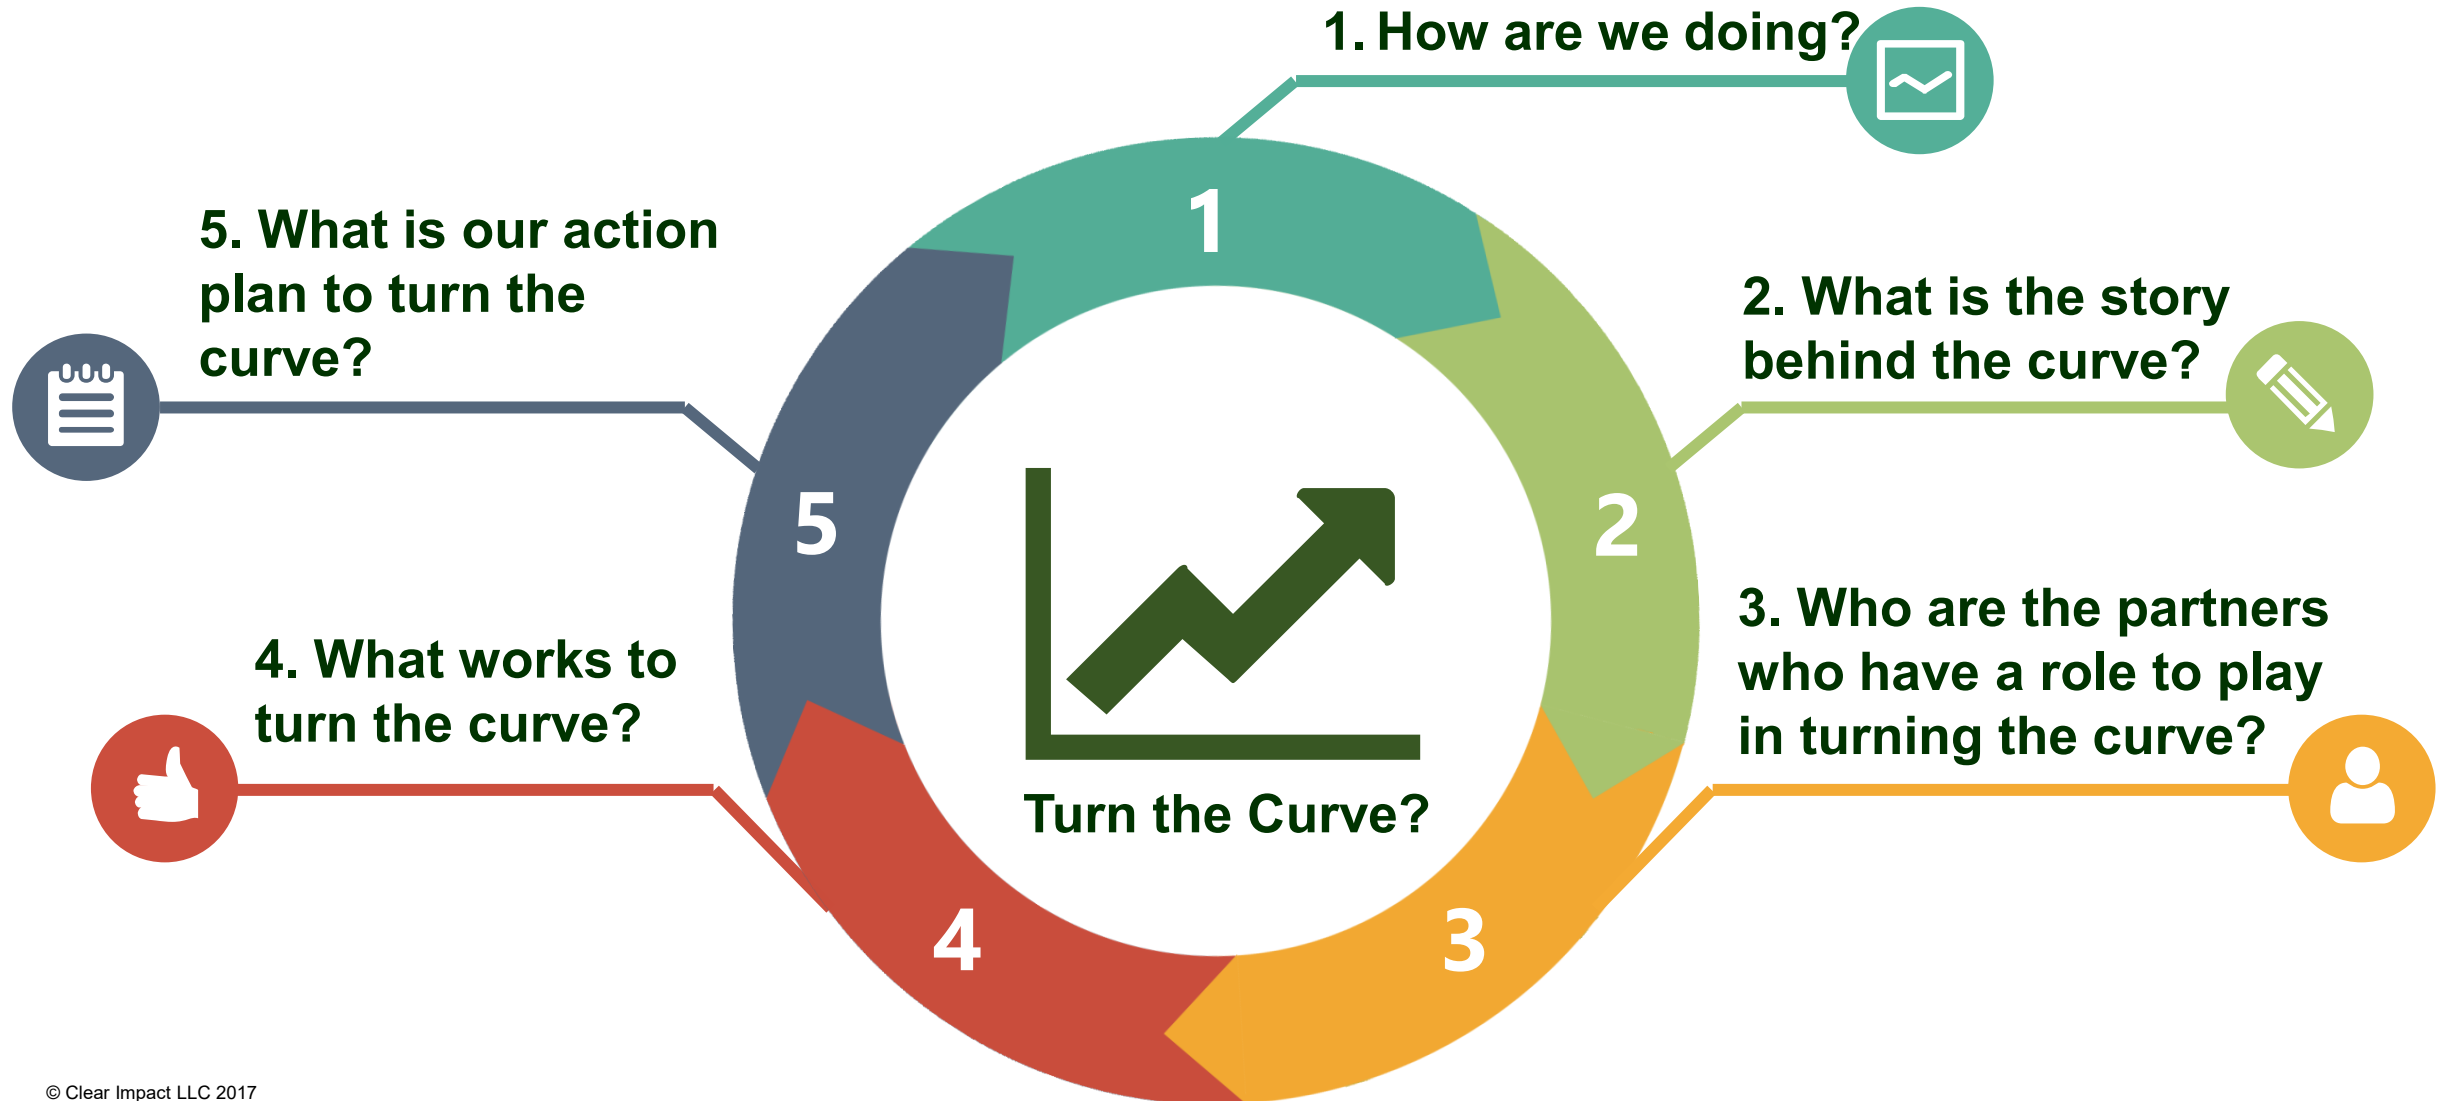 1. How are we doing?
1
5. What is our action
plan to turn the
curve?
2. What is the story
behind the curve?
5
2
3. Who are the partners
who have a role to play
in turning the curve?
4. What works to
turn the curve?
Turn the Curve?
4
3
© Clear Impact LLC 2017